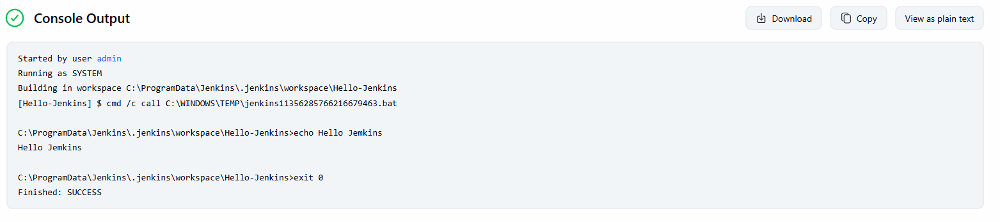 Console Output
Download
Copy
View as plain text
Started by user admin
Running as SYSTEM
Building in workspace C:\ProgramData\Jenkins\.jenkins\workspace\Hello-Jenkins
[Hello-Jenkins] $ cmd /c call C:\WINDOWS\TEMP\jenkins11356285766216679463.bat
C:\ProgramData\Jenkins\.jenkins\workspace\Hello-Jenkins>echo Hello Jemkins
Hello Jemkins
C:\ProgramData\Jenkins\.jenkins\workspace\Hello-Jenkins>exit 0
Finished: SUCCESS